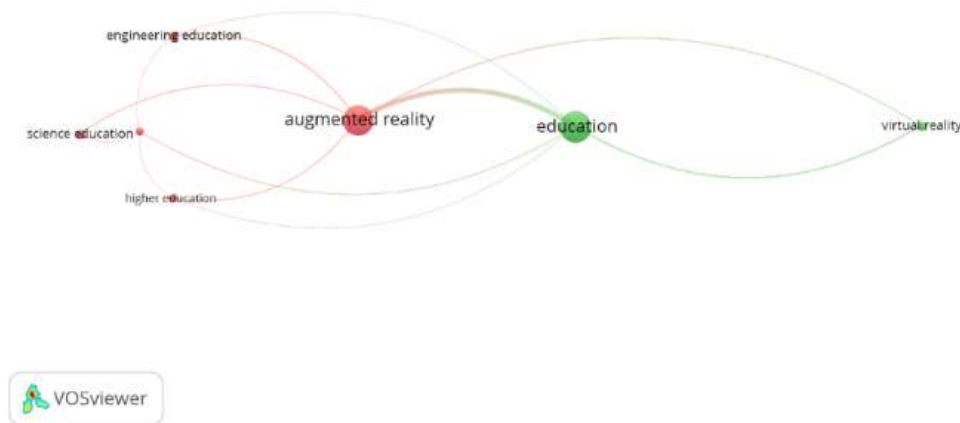 engineering education
augmented reality
education
virtual reality
science education
higher education
VOSviewer